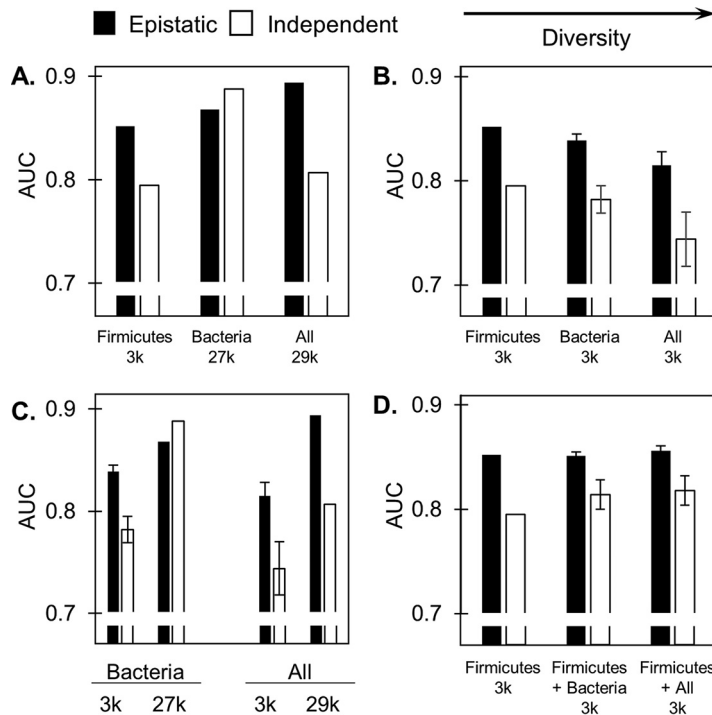 Epistatic Independent
Diversity
A.
0.9
0.8
0.7
AUC
Firmicutes
3k
Bacteria
27k
All
29k
B.
0.9
0.8
0.7
AUC
Firmicutes
3k
Bacteria
3k
All
3k
C.
0.9
0.8
0.7
AUC
Bacteria
3k 27k
All
3k 29k
D.
0.9
0.8
0.7
AUC
Firmicutes
3k
Firmicutes
+ Bacteria
3k
Firmicutes
+ All
3k